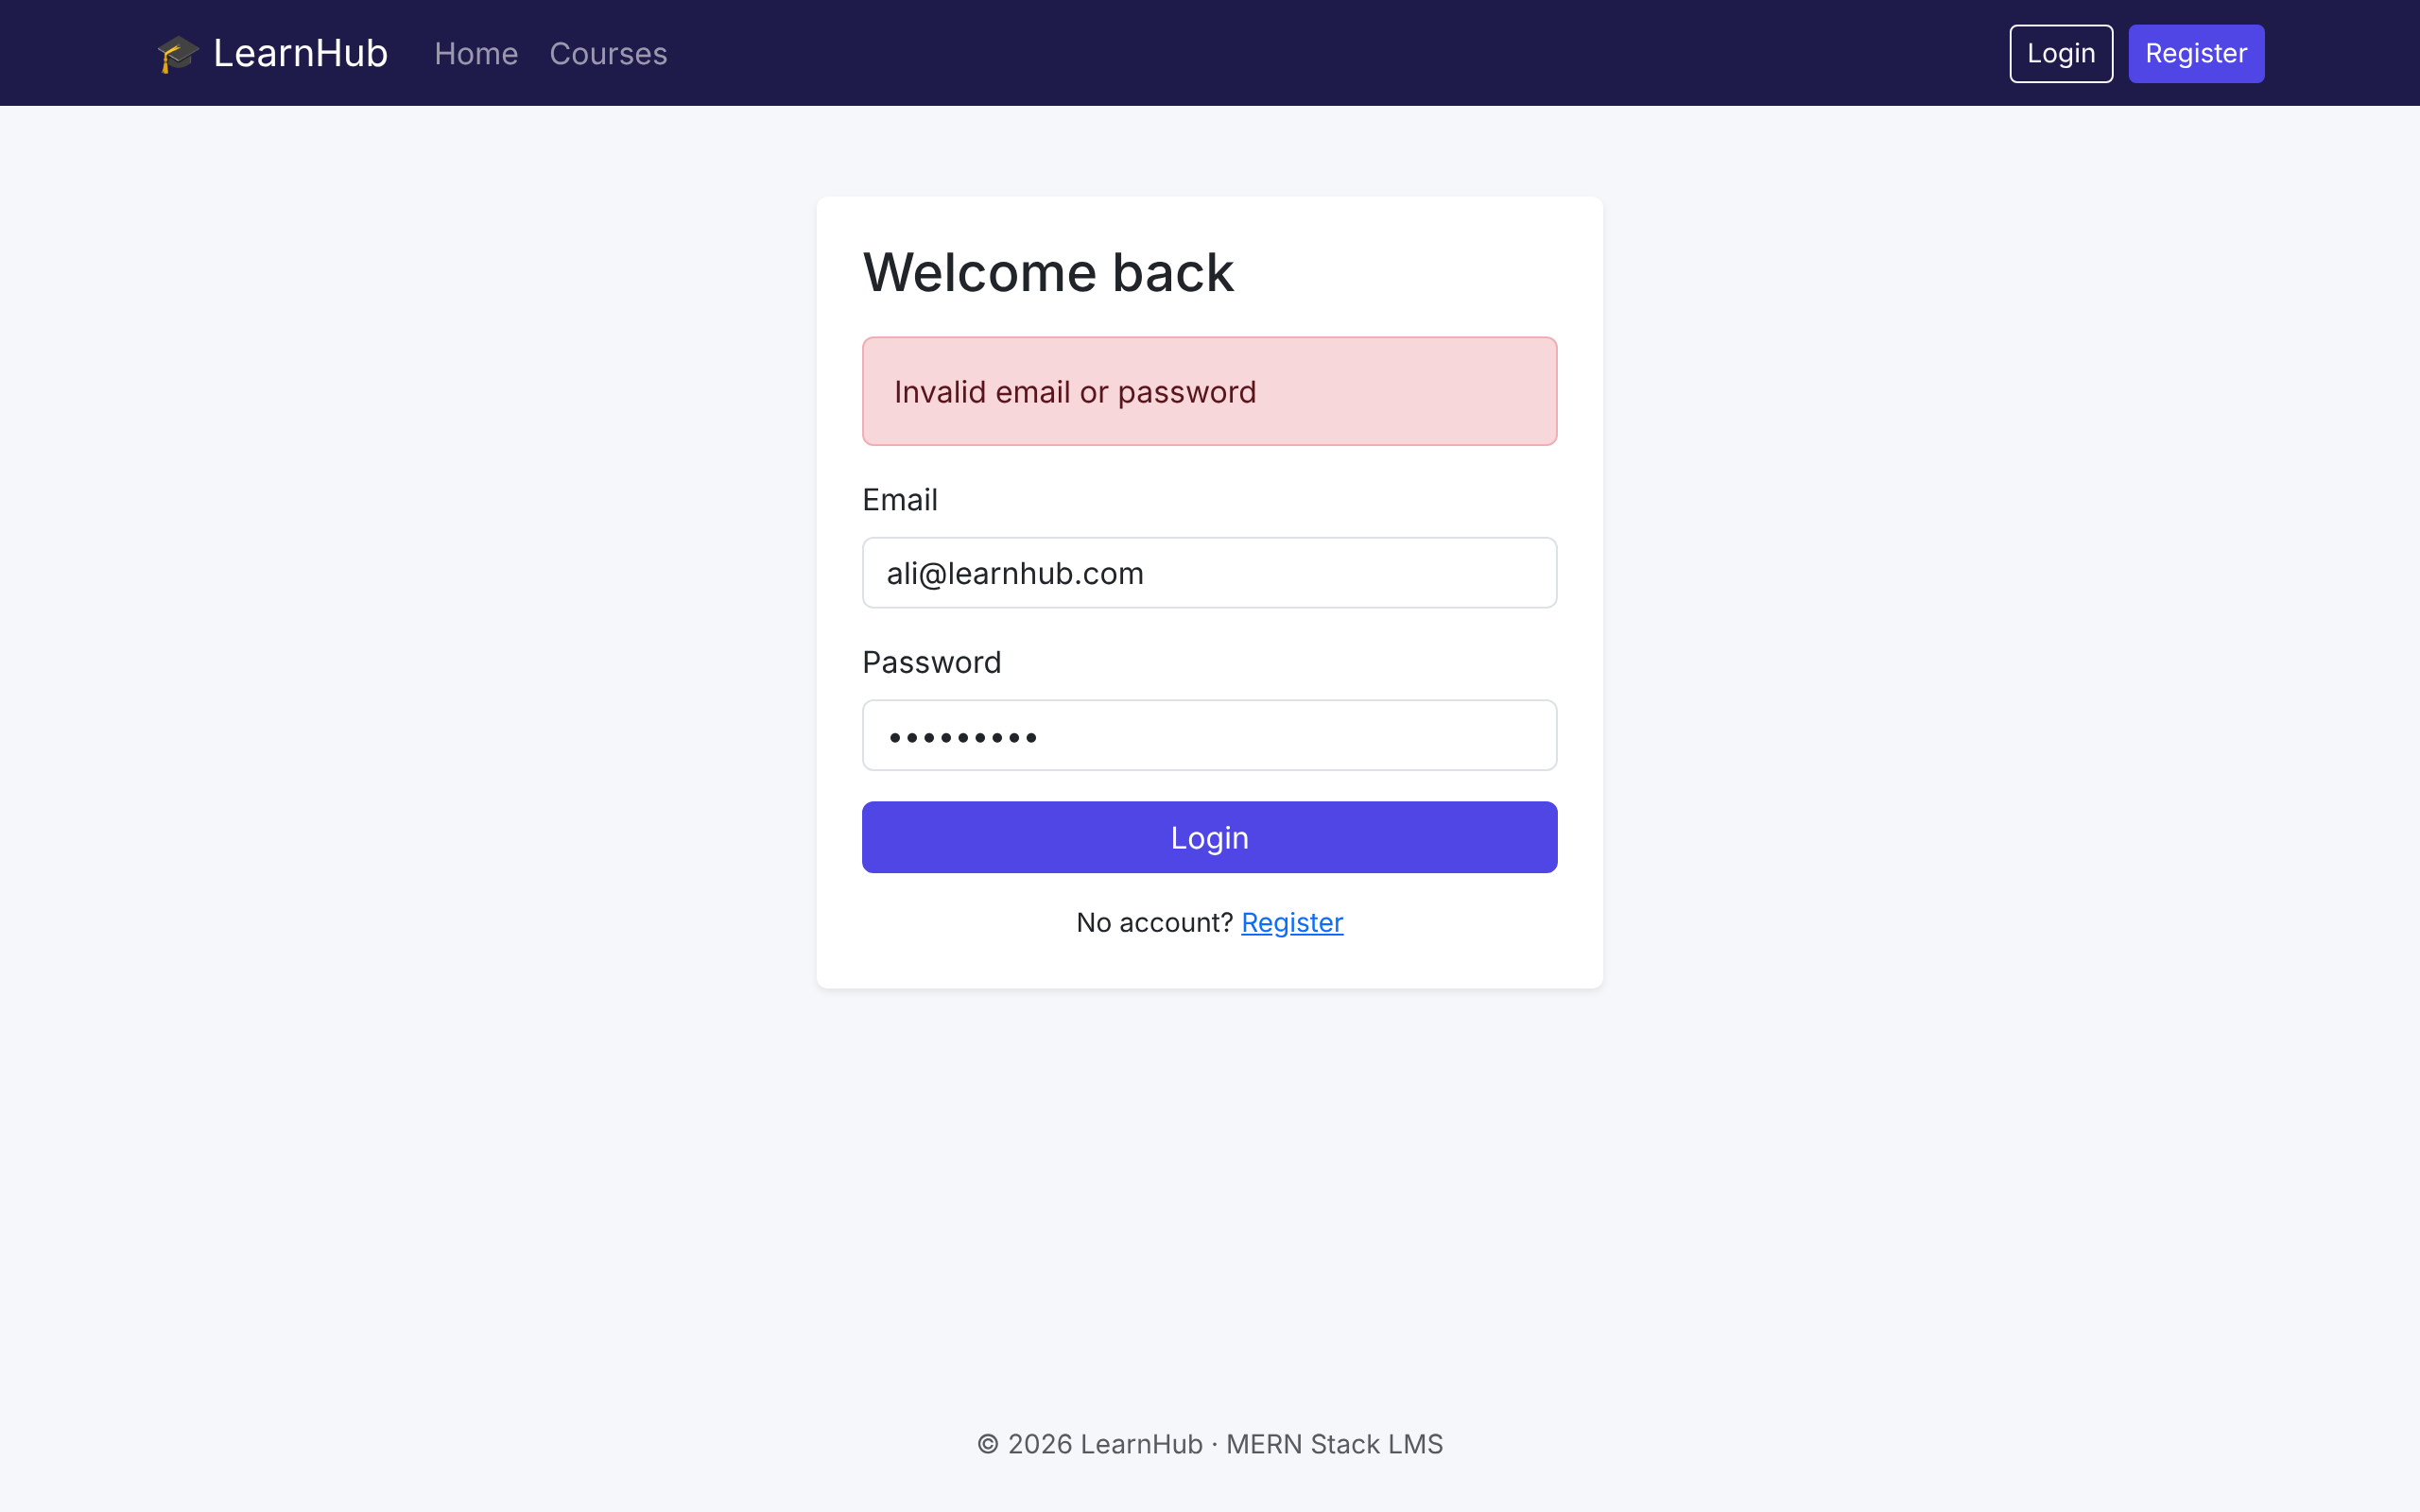 LearnHub Home Courses Login Register
Welcome back
Invalid email or password
Email
ali@learnhub.com
Password
•••••••••
Login
No account? Register
© 2026 LearnHub · MERN Stack LMS